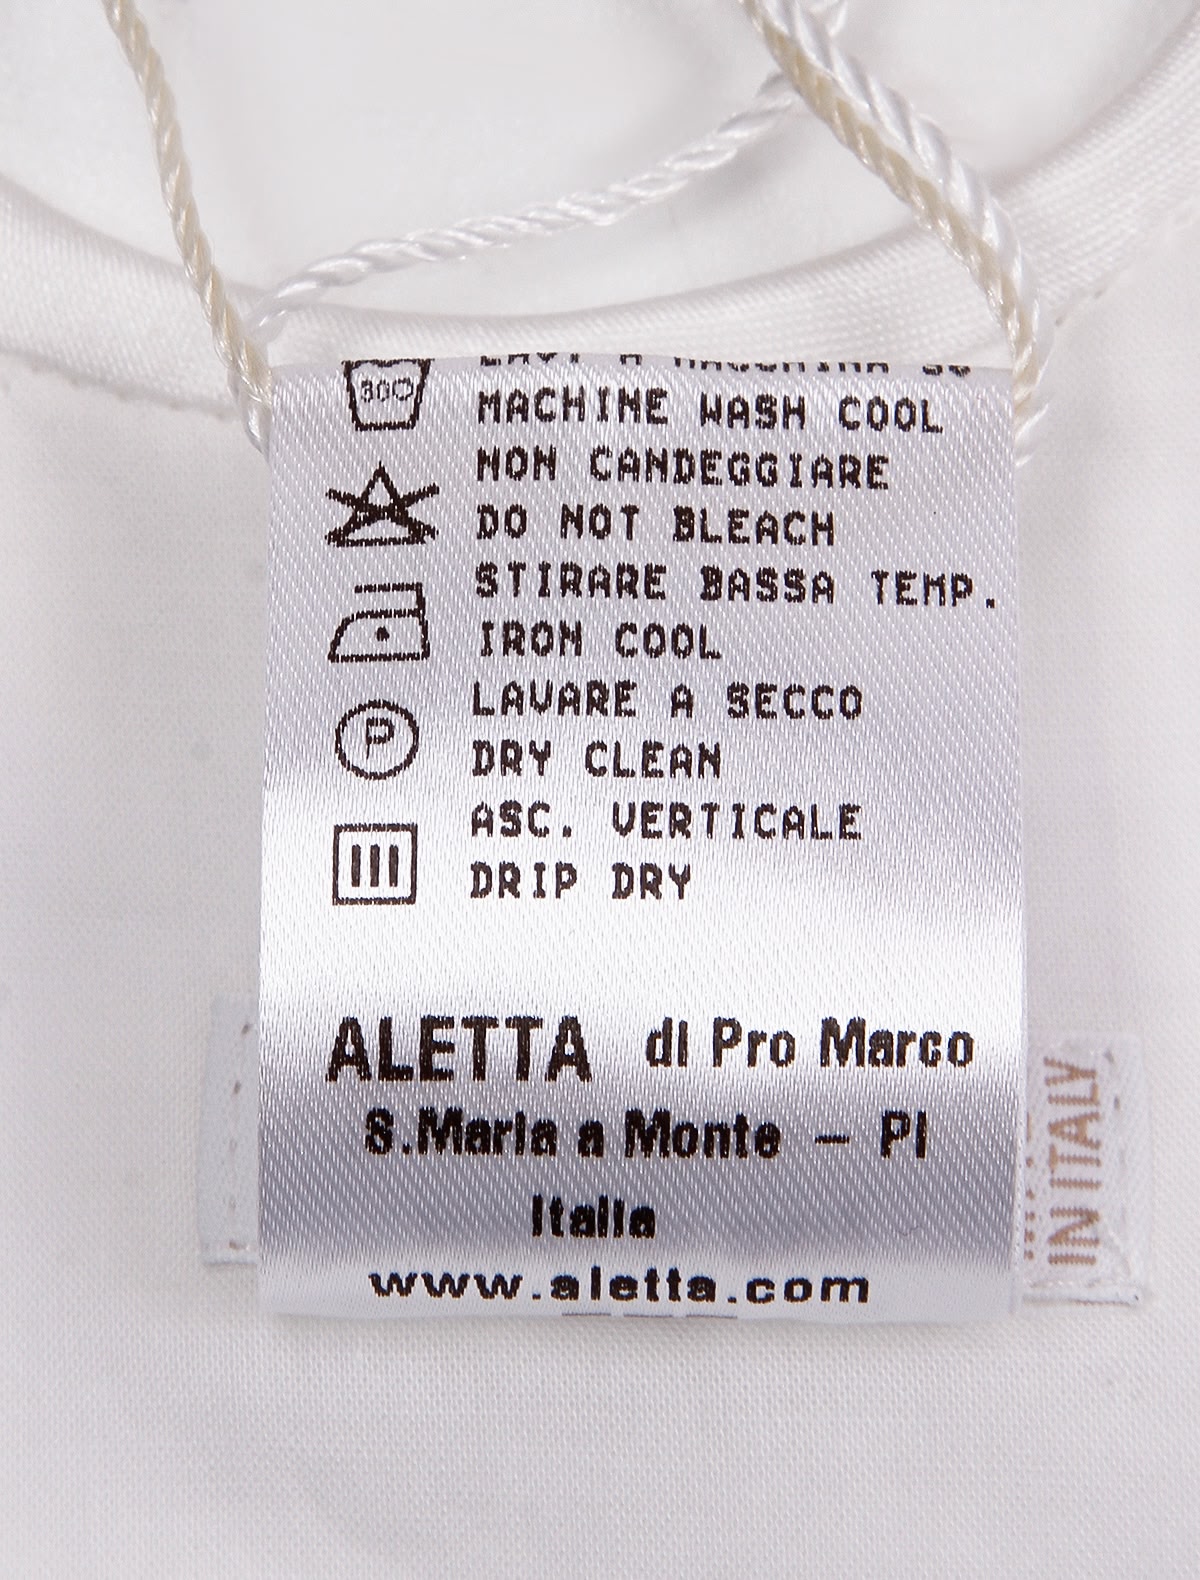 30
MACHINE WASH COOL
NON CANDEGGIARE
DO NOT BLEACH
STIRARE BASSA TEMP.
IRON COOL
LAVARE A SECCO
P
DRY CLEAN
ASC. VERTICALE
DRIP DRY
ALETTA di Pro Marco
S.Maria a Monte – PI
Italia
www.aletta.com
IN ITALY